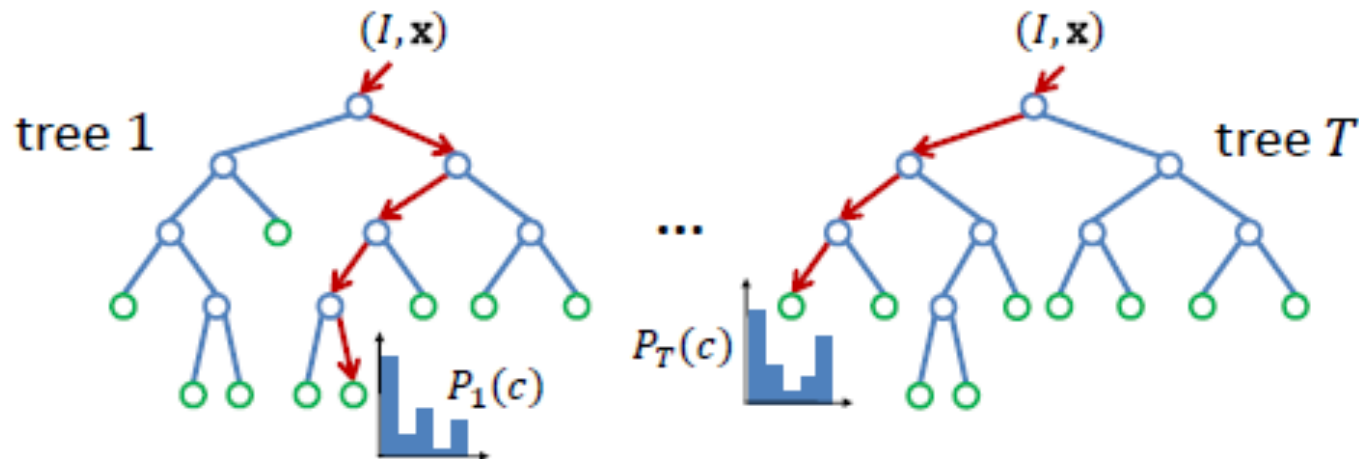 (I, x)
(I, x)
tree 1
tree T
...
P_T(c)
P_1(c)